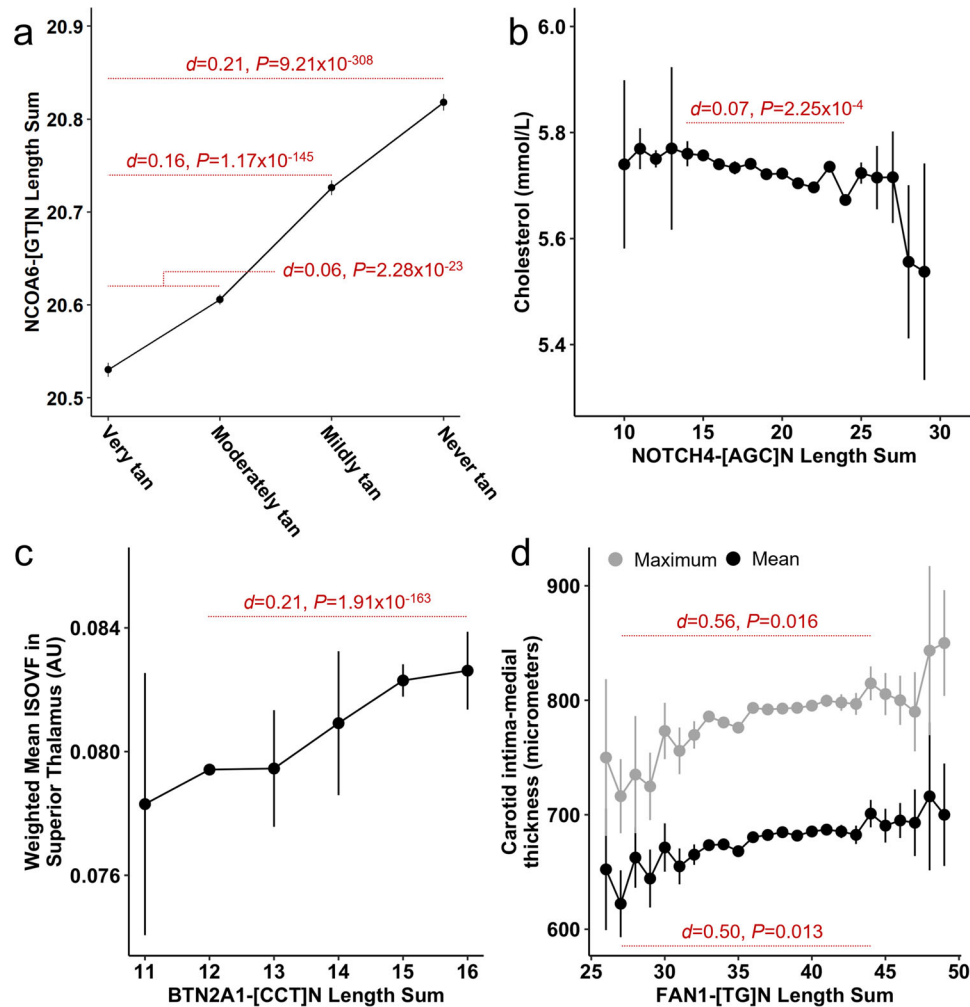 a
20.9
20.8
20.7
20.6
20.5
NCOA6-[GT]N Length Sum
d=0.21, P=9.21x10^-308
d=0.16, P=1.17x10^-145
d=0.06, P=2.28x10^-23
Very tan
Moderately tan
Mildly tan
Never tan
b
6.0
5.8
5.6
5.4
Cholesterol (mmol/L)
d=0.07, P=2.25x10^-4
10 15 20 25 30
NOTCH4-[AGC]N Length Sum
c
0.084
0.080
0.076
Weighted Mean ISOVF in
Superior Thalamus (AU)
d=0.21, P=1.91x10^-163
11 12 13 14 15 16
BTN2A1-[CCT]N Length Sum
d
Maximum Mean
900
800
700
600
Carotid intima-medial
thickness (micrometers)
d=0.56, P=0.016
d=0.50, P=0.013
25 30 35 40 45 50
FAN1-[TG]N Length Sum